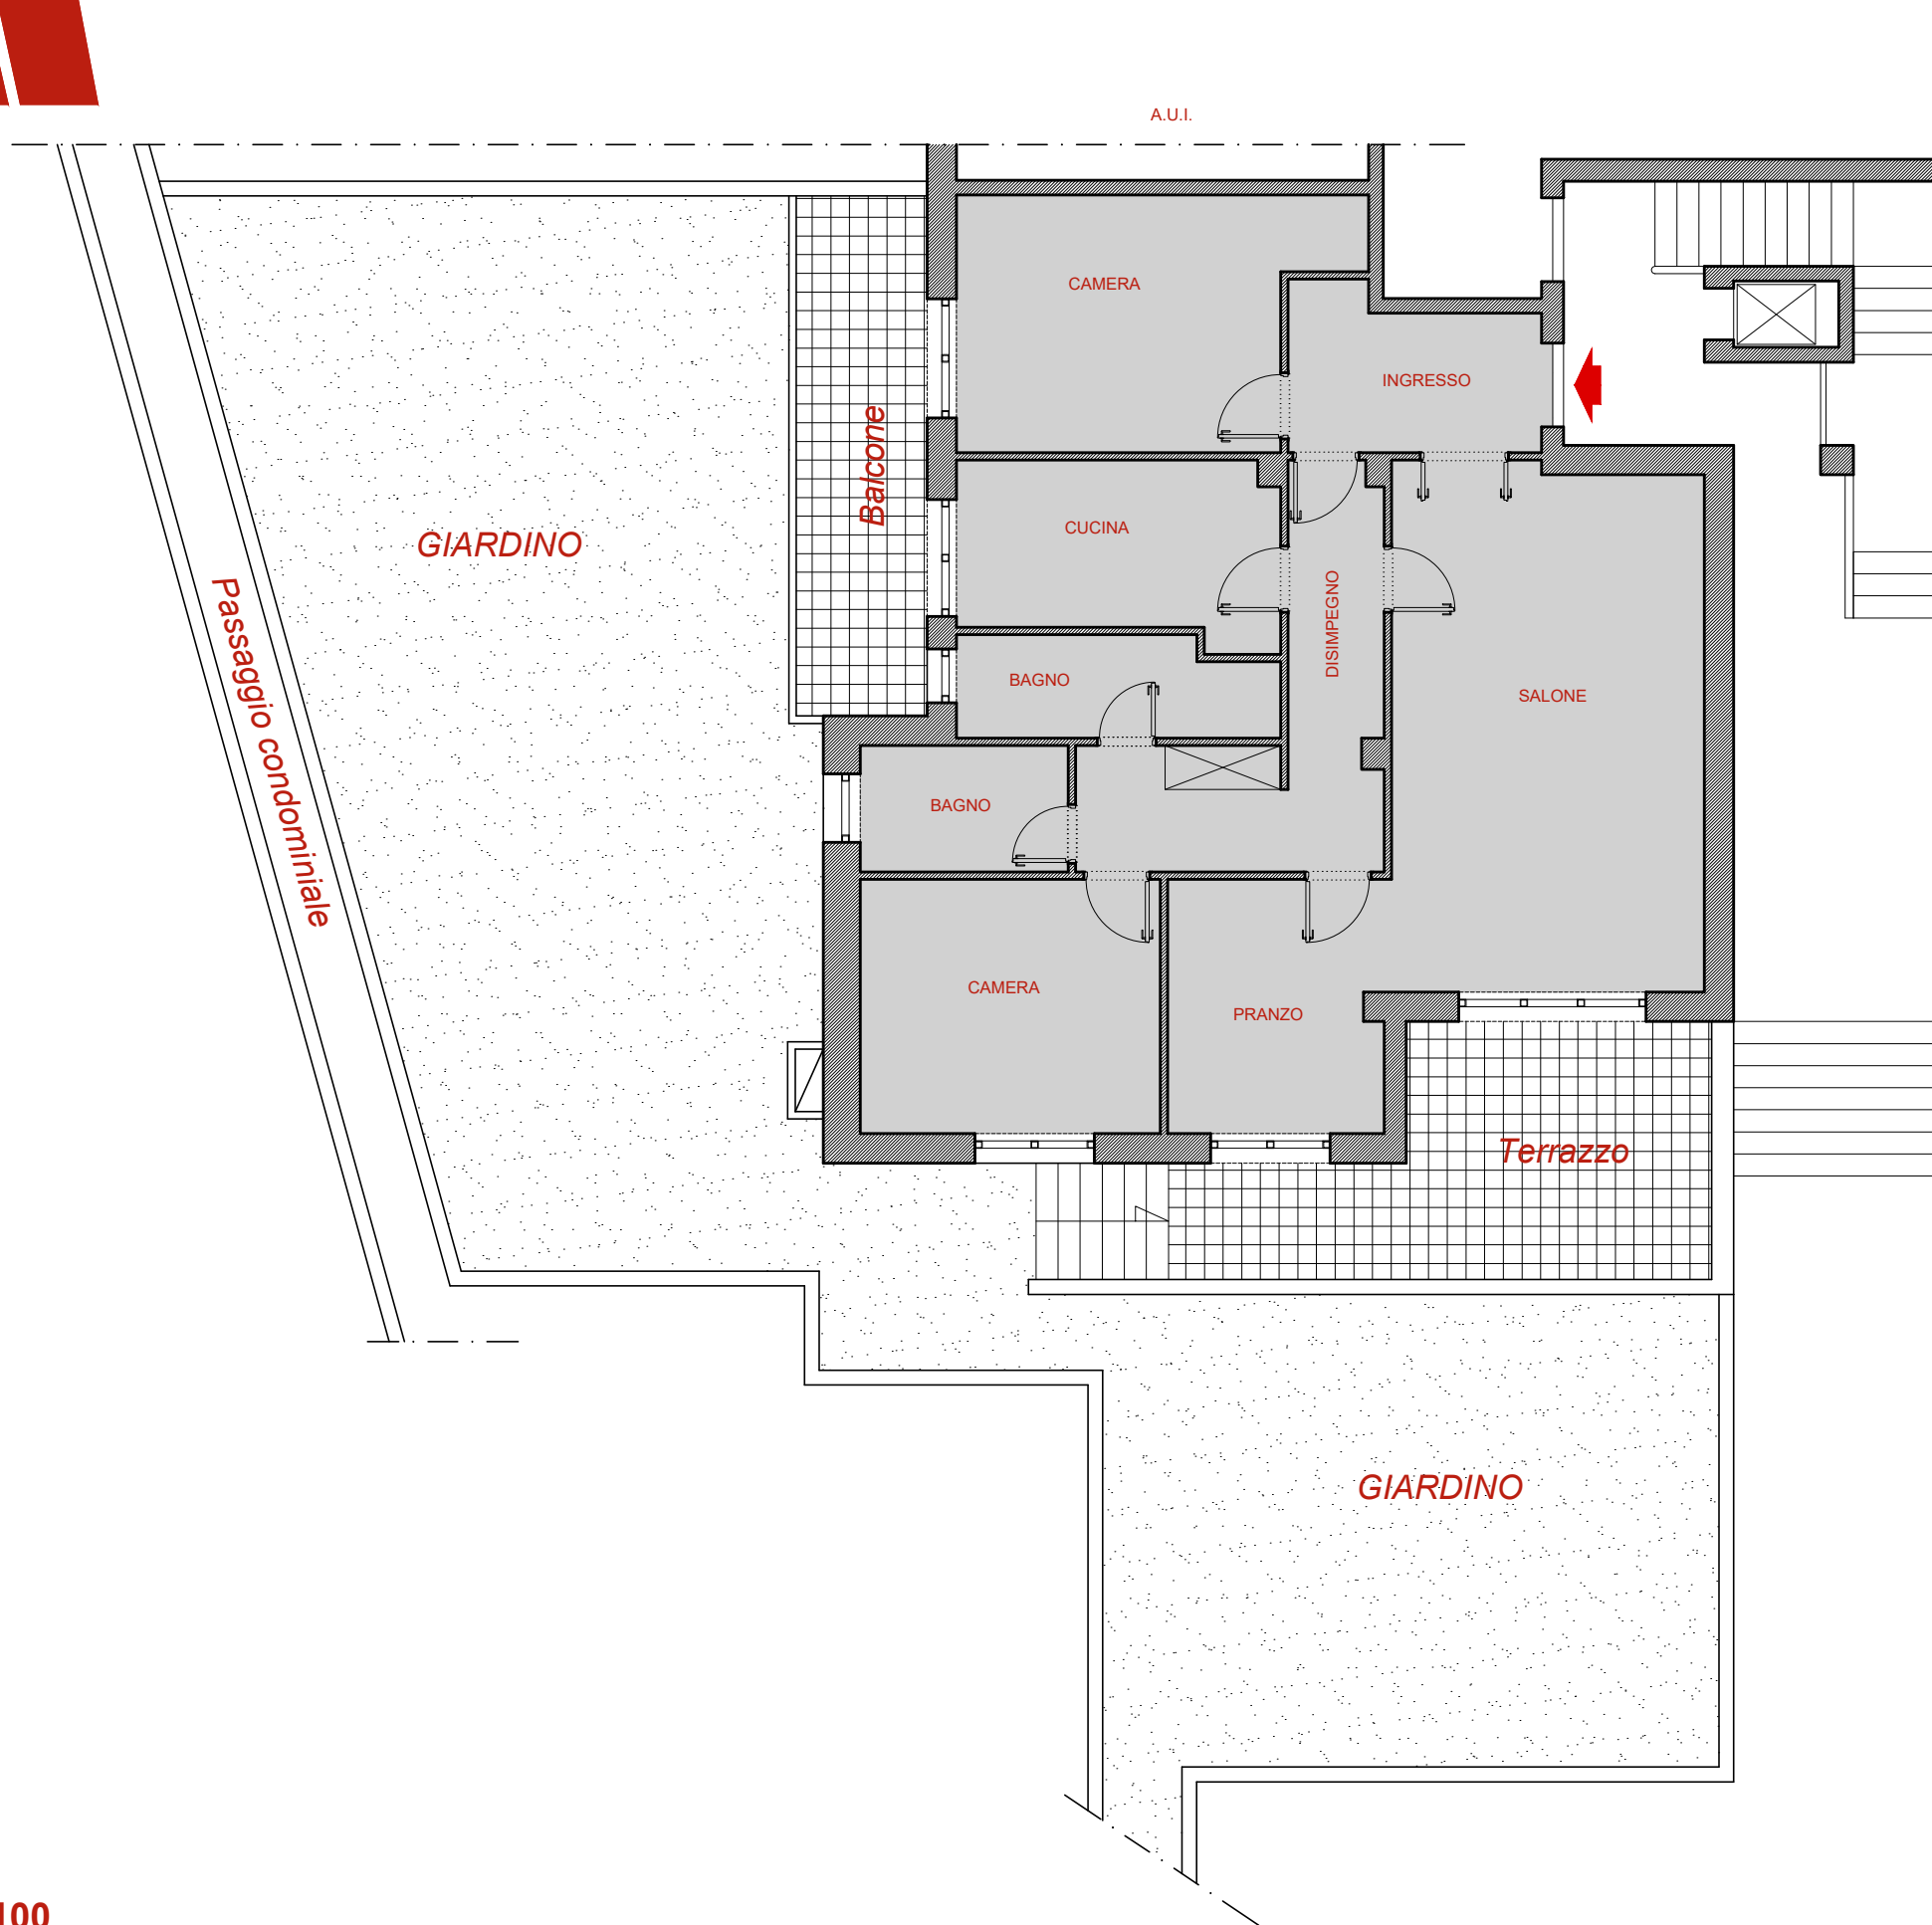 A.U.I.
CAMERA
INGRESSO
Balcone
CUCINA
GIARDINO
DISIMPEGNO
Passaggio condominiale
BAGNO
SALONE
BAGNO
CAMERA
PRANZO
Terrazzo
GIARDINO
100